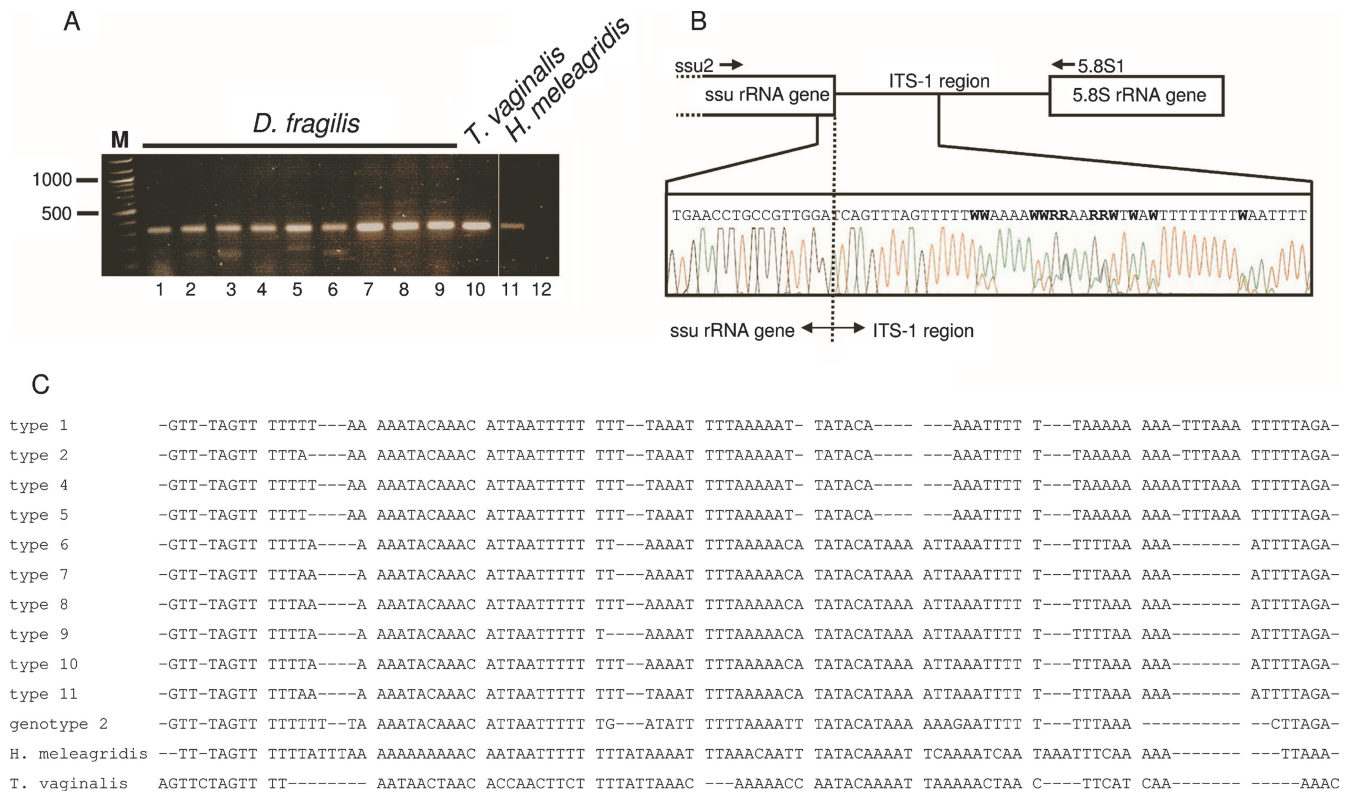 A
M
D. fragilis
T. vaginalis
H. meleagridis
1000
500
1 2 3 4 5 6 7 8 9 10 11 12
B
ssu2
5.8S1
ssu rRNA gene
ITS-1 region
5.8S rRNA gene
TGAACCTGCCGTTGGATCAGTTTAGTTTTTWWAAAAWWRRAARRWTWAWTTTTTTTTWAATTTT
ssu rRNA gene
ITS-1 region
C
type 1 -GTT-TAGTT TTTTT---AA AAATACAAAC ATTAATTTTT TTT--TAAAT TTTAAAAAT- TATACA---- ---AAATTTT T---TAAAAA AAA-TTTAAA TTTTTAGA-
type 2 -GTT-TAGTT TTTA----AA AAATACAAAC ATTAATTTTT TTT--TAAAT TTTAAAAAT- TATACA---- ---AAATTTT T---TAAAAA AAA-TTTAAA TTTTTAGA-
type 4 -GTT-TAGTT TTTTT---AA AAATACAAAC ATTAATTTTT TTT--TAAAT TTTAAAAAT- TATACA---- ---AAATTTT T---TAAAAA AAAATTTAAA TTTTTAGA-
type 5 -GTT-TAGTT TTTT----AA AAATACAAAC ATTAATTTTT TTT--TAAAT TTTAAAAAT- TATACA---- ---AAATTTT T---TAAAAA AAA-TTTAAA TTTTTAGA-
type 6 -GTT-TAGTT TTTTA----A AAATACAAAC ATTAATTTTT TT---AAAAT TTTAAAAACA TATACATAAA ATTAAATTTT T---TTTTAA AAA------- ATTTTAGA-
type 7 -GTT-TAGTT TTTAA----A AAATACAAAC ATTAATTTTT TT---AAAAT TTTAAAAACA TATACATAAA ATTAAATTTT T---TTTAAA AAA------- ATTTTAGA-
type 8 -GTT-TAGTT TTTAA----A AAATACAAAC ATTAATTTTT TTT--AAAAT TTTAAAAACA TATACATAAA ATTAAATTTT T---TTTTAA AAA------- ATTTTAGA-
type 9 -GTT-TAGTT TTTTA----A AAATACAAAC ATTAATTTTT T----AAAAT TTTAAAAACA TATACATAAA ATTAAATTTT T---TTTTAA AAA------- ATTTTAGA-
type 10 -GTT-TAGTT TTTTA----A AAATACAAAC ATTAATTTTT TTT--AAAAT TTTAAAAACA TATACATAAA ATTAAATTTT T---TTTAAA AAA------- ATTTTAGA-
type 11 -GTT-TAGTT TTTAA----A AAATACAAAC ATTAATTTTT TTT--TAAAT TTTAAAAACA TATACATAAA ATTAAATTTT T---TTTAAA AAA------- ATTTTAGA-
genotype 2 -GTT-TAGTT TTTTTT--TA AAATACAAAC ATTAATTTTT TG---ATATT TTTTAAAATT TATACATAAA AAAGAATTTT T---TTTAAA ---------- --CTTAGA-
H. meleagridis --TT-TAGTT TTTTATTTAA AAAAAAAAAC AATAATTTTT TTTATAAAAT TTAAACAATT TATACAAAAT TCAAAATCAA TAAATTTCAA AAA------- ---TTAAA-
T. vaginalis AGTTCTAGTT TT-------- AATAACTAAC ACCAACTTCT TTTATTAAAC ---AAAAACC AATACAAAAT TAAAAACTAAC C----TTCAT CAA------- -----AAAC